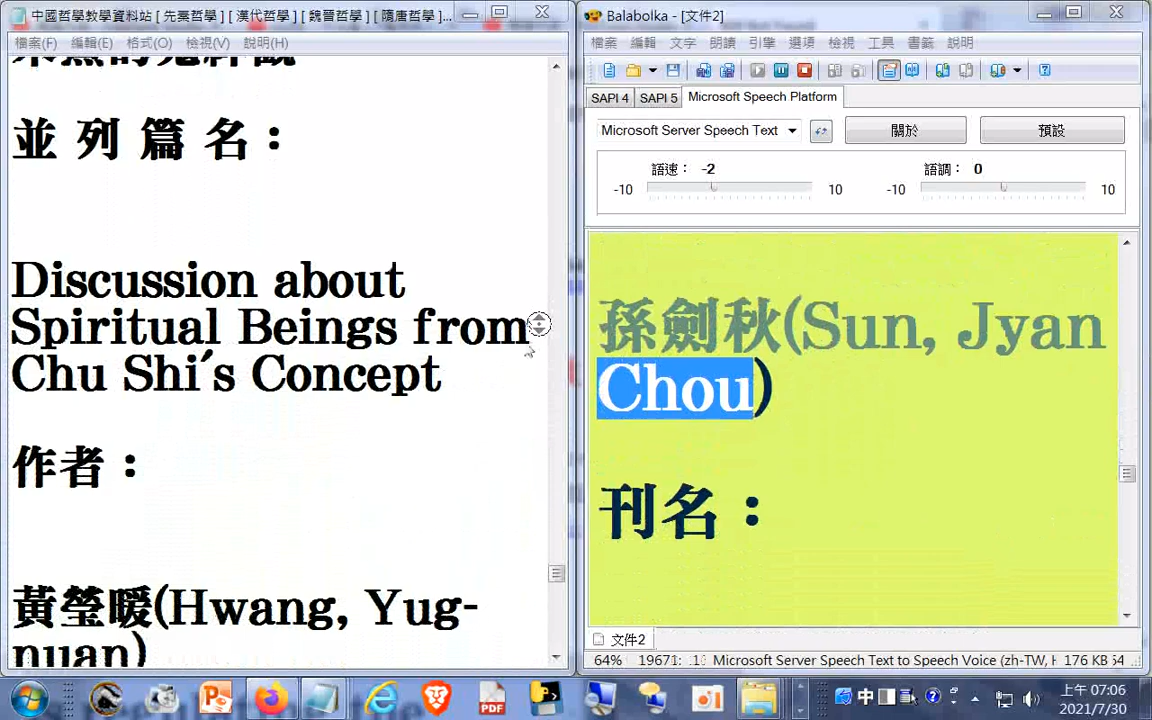 中國哲學教學資料站 [ 先秦哲學 ] [ 漢代哲學 ] [ 魏晉哲學 ] [ 隋唐哲學 ]...
檔案(F) 編輯(E) 格式(O) 檢視(V) 說明(H)
並 列 篇 名：
Discussion about
Spiritual Beings from
Chu Shi's Concept
作者：
黃瑩暖(Hwang, Yug-
nuan)
Balabolka - [文件2]
檔案 編輯 文字 朗讀 引擎 選項 檢視 工具 書籤 說明
SAPI 4 SAPI 5 Microsoft Speech Platform
Microsoft Server Speech Text 關於 預設
語速： -2 語調： 0
-10 10 -10 10
孫劍秋(Sun, Jyan
Chou)
刊名：
文件2
64% 19671: Microsoft Server Speech Text to Speech Voice (zh-TW, H 176 KB
PDF 中 上午 07:06
2021/7/30